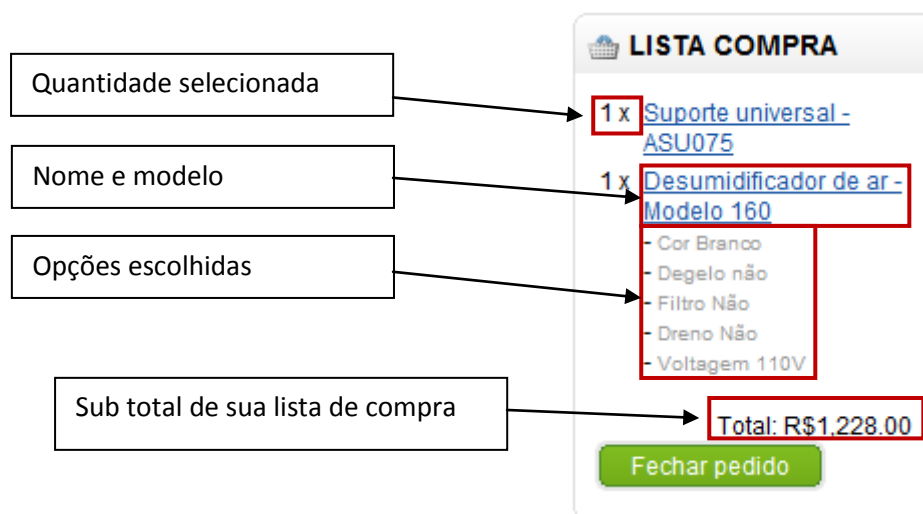 LISTA COMPRA
Quantidade selecionada
1 x Suporte universal -
ASU075
Nome e modelo
1 x Desumidificador de ar -
Modelo 160
Opções escolhidas
- Cor Branco
- Degelo não
- Filtro Não
- Dreno Não
- Voltagem 110V
Sub total de sua lista de compra
Total: R$1,228.00
Fechar pedido